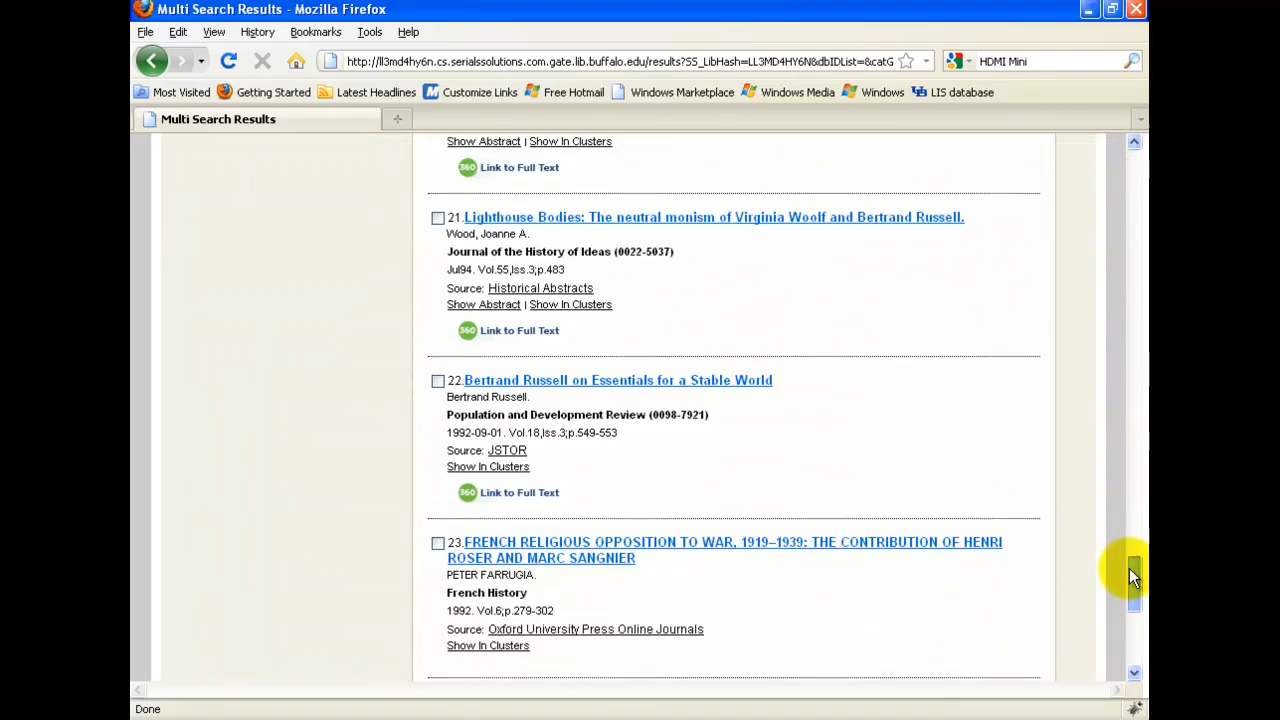 Multi Search Results - Mozilla Firefox
File Edit View History Bookmarks Tools Help
http://ll3md4hy6n.cs.serialssolutions.com.gate.lib.buffalo.edu/results?SS_LibHash=LL3MD4HY6N&dbIDList=&catG
HDMI Mini
Most Visited Getting Started Latest Headlines Customize Links Free Hotmail Windows Marketplace Windows Media Windows LIS database
Multi Search Results
Show Abstract | Show In Clusters
360 Link to Full Text
21. Lighthouse Bodies: The neutral monism of Virginia Woolf and Bertrand Russell.
Wood, Joanne A.
Journal of the History of Ideas (0022-5037)
Jul94. Vol.55,Iss.3;p.483
Source: Historical Abstracts
Show Abstract | Show In Clusters
360 Link to Full Text
22. Bertrand Russell on Essentials for a Stable World
Bertrand Russell.
Population and Development Review (0098-7921)
1992-09-01. Vol.18,Iss.3;p.549-553
Source: JSTOR
Show In Clusters
360 Link to Full Text
23. FRENCH RELIGIOUS OPPOSITION TO WAR, 1919–1939: THE CONTRIBUTION OF HENRI
ROSER AND MARC SANGNIER
PETER FARRUGIA.
French History
1992. Vol.6;p.279-302
Source: Oxford University Press Online Journals
Show In Clusters
Done